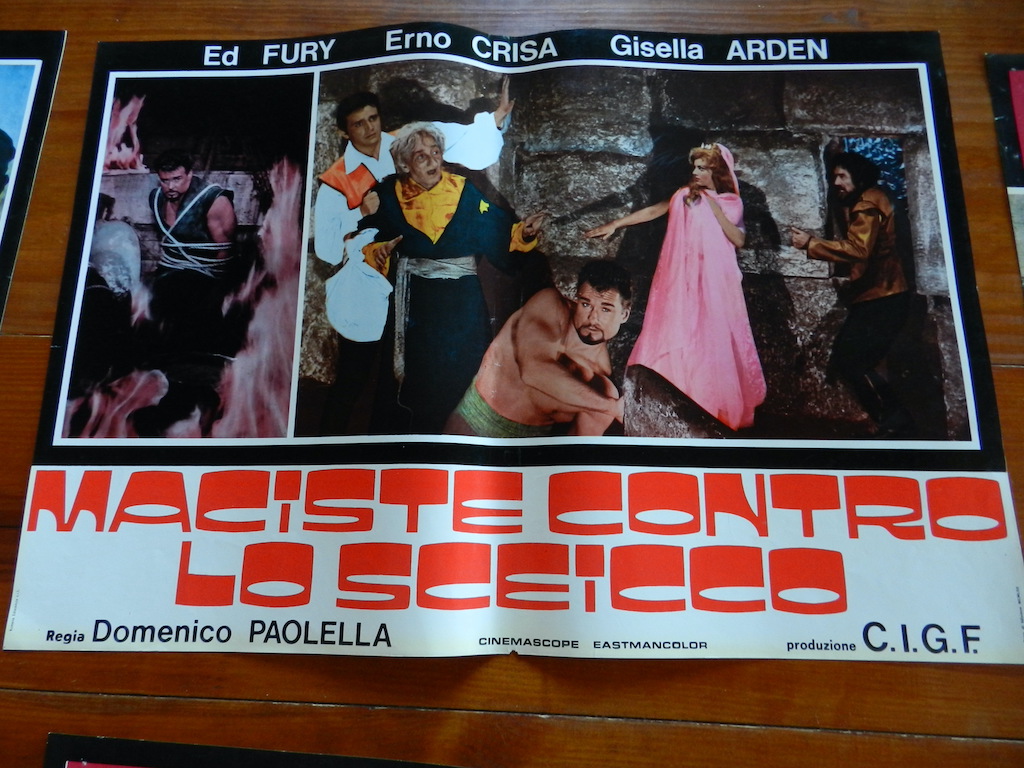 Ed FURY Erno CRISA Gisella ARDEN
MACiSTE CONTRO
LO SCEiCCO
Regia Domenico PAOLELLA CINEMASCOPE EASTMANCOLOR produzione C.I.G.F.